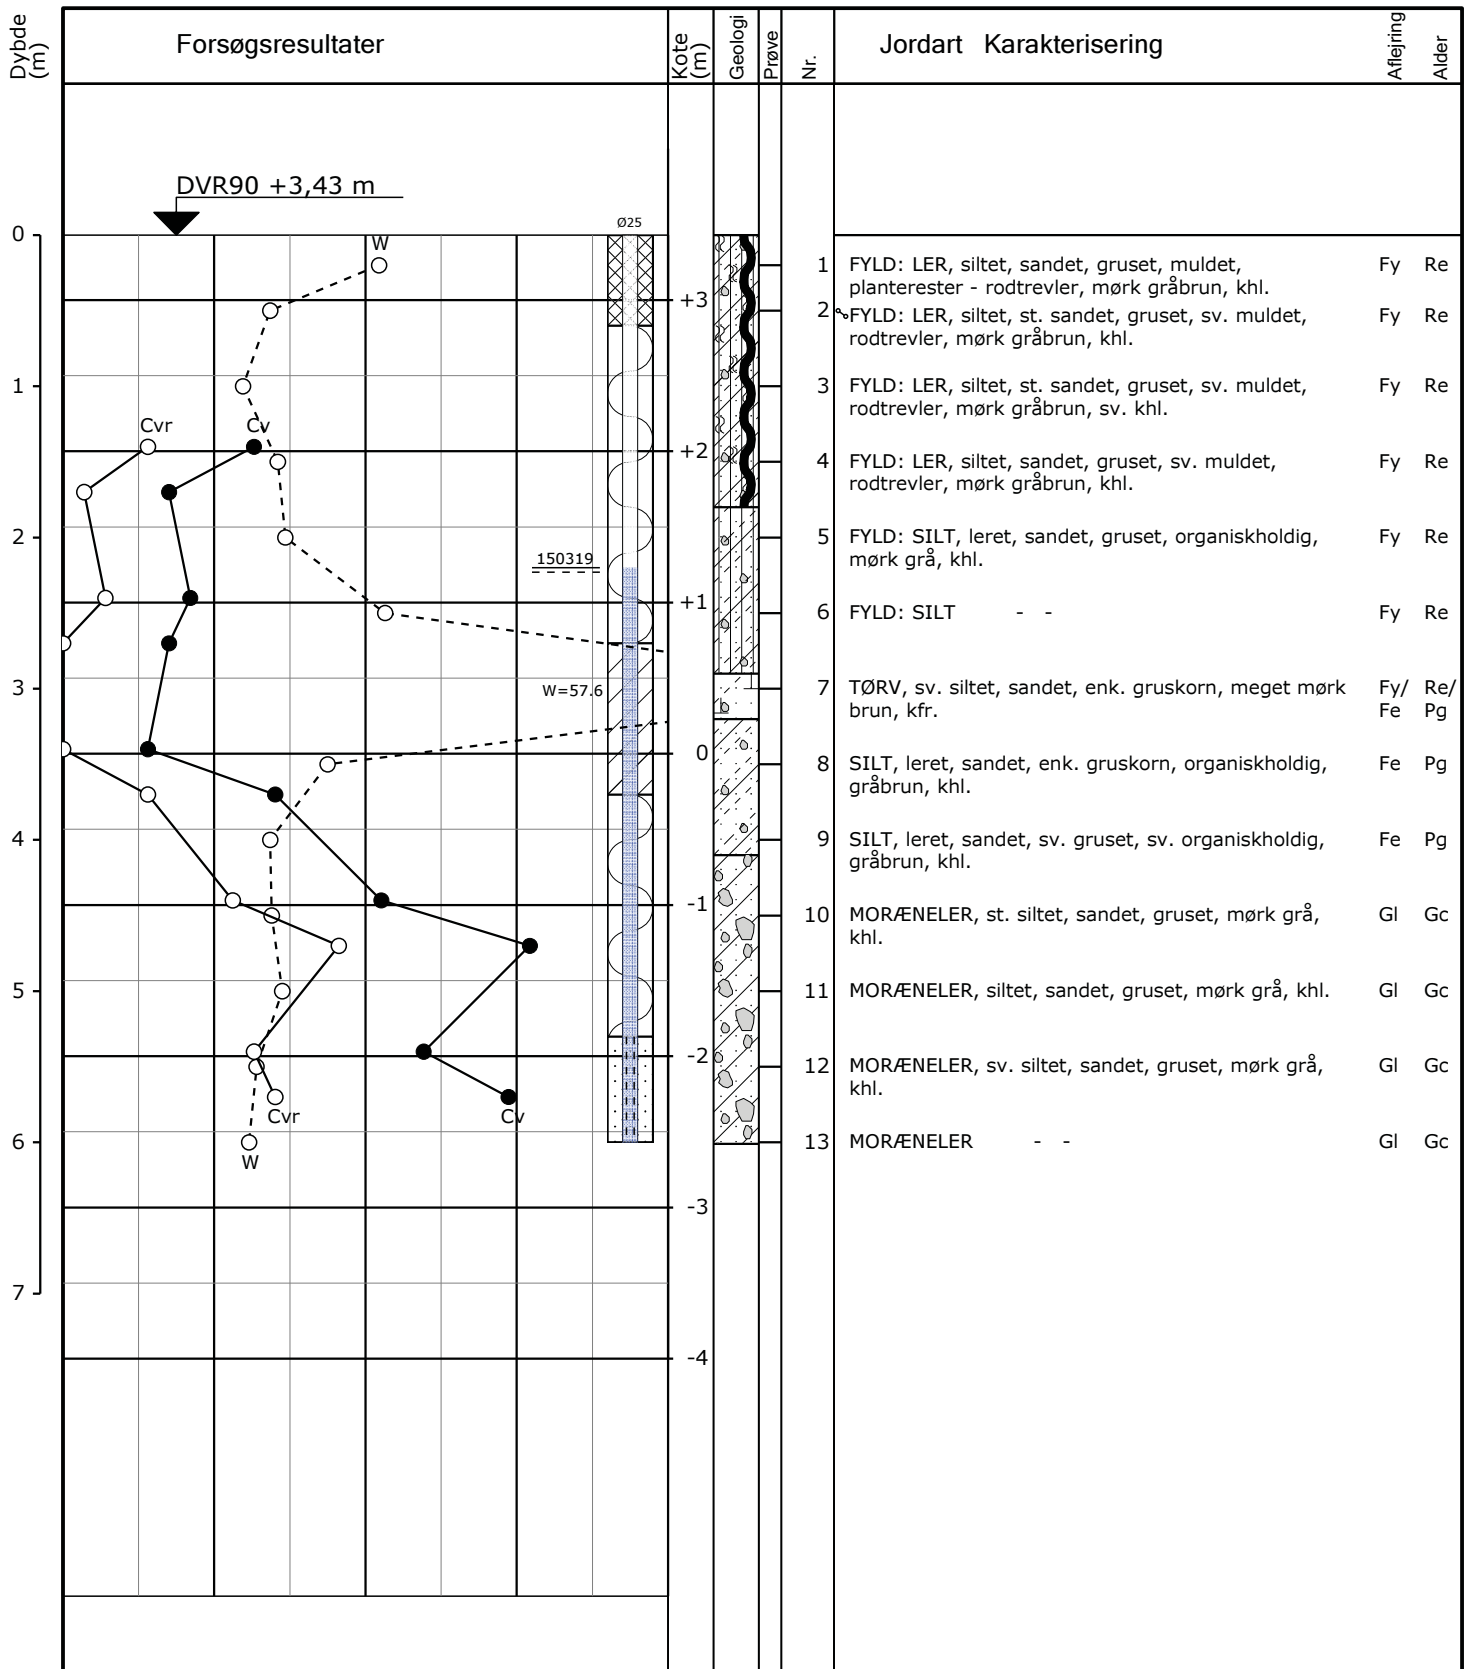 Dybde (m)
Forsøgsresultater
Kote (m)
Geologi
Prøve
Nr.
Jordart Karakterisering
Aflejring
Alder
DVR90 +3,43 m
Ø25
0
W
1 FYLD: LER, siltet, sandet, gruset, muldet, Fy Re
planterester - rodtrevler, mørk gråbrun, khl.
+3
2 FYLD: LER, siltet, st. sandet, gruset, sv. muldet, Fy Re
rodtrevler, mørk gråbrun, khl.
1
3 FYLD: LER, siltet, st. sandet, gruset, sv. muldet, Fy Re
rodtrevler, mørk gråbrun, sv. khl.
Cvr Cv
+2
4 FYLD: LER, siltet, sandet, gruset, sv. muldet, Fy Re
rodtrevler, mørk gråbrun, khl.
2
5 FYLD: SILT, leret, sandet, gruset, organiskholdig, Fy Re
mørk grå, khl.
150319
+1
6 FYLD: SILT - - Fy Re
3
W=57.6
7 TØRV, sv. siltet, sandet, enk. gruskorn, meget mørk Fy/ Re/
brun, kfr. Fe Pg
0
8 SILT, leret, sandet, enk. gruskorn, organiskholdig, Fe Pg
gråbrun, khl.
4
9 SILT, leret, sandet, sv. gruset, sv. organiskholdig, Fe Pg
gråbrun, khl.
-1
10 MORÆNELER, st. siltet, sandet, gruset, mørk grå, Gl Gc
khl.
5
11 MORÆNELER, siltet, sandet, gruset, mørk grå, khl. Gl Gc
-2
12 MORÆNELER, sv. siltet, sandet, gruset, mørk grå, Gl Gc
khl.
Cvr Cv
6
13 MORÆNELER - - Gl Gc
W
-3
7
-4